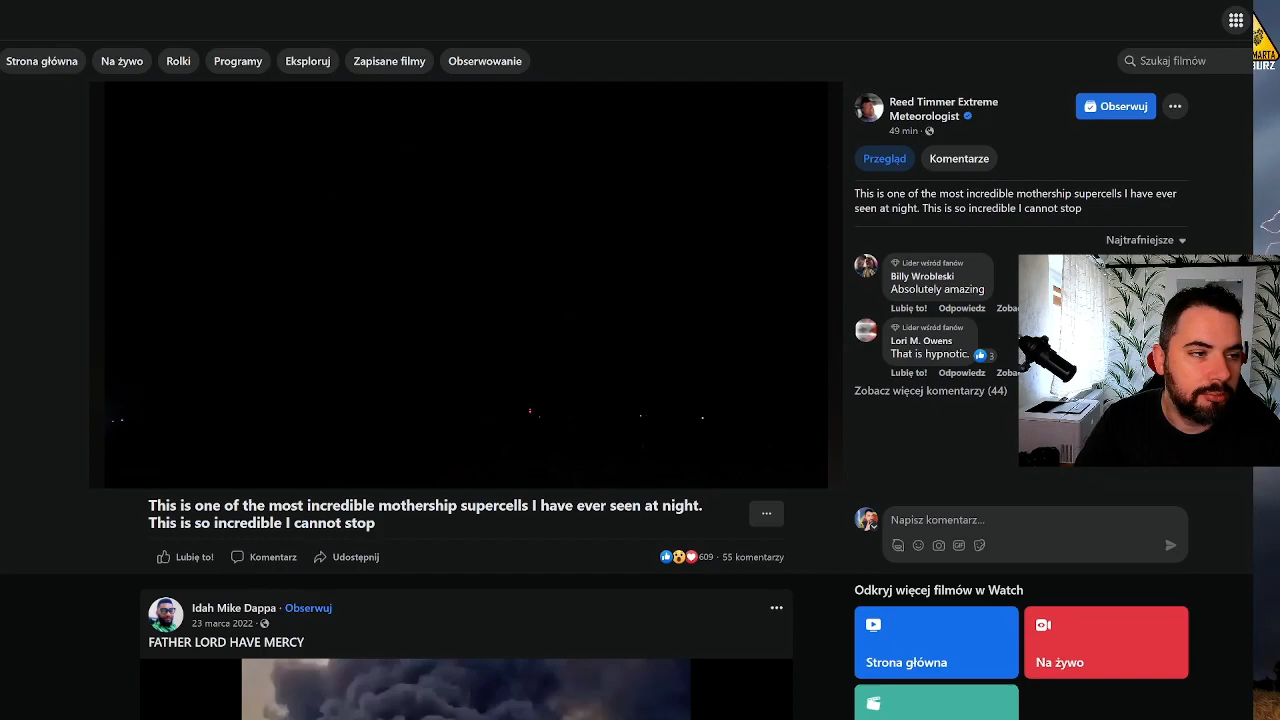 Strona główna
Na żywo
Rolki
Programy
Eksploruj
Zapisane filmy
Obserwowanie
Szukaj filmów
MARTA
BURZ
Reed Timmer Extreme
Meteorologist
49 min ·
Obserwuj
Przegląd
Komentarze
This is one of the most incredible mothership supercells I have ever
seen at night. This is so incredible I cannot stop
Najtrafniejsze
Lider wśród fanów
Billy Wrobleski
Absolutely amazing
Lubię to!
Odpowiedz
Zobac
Lider wśród fanów
Lori M. Owens
That is hypnotic.
3
Lubię to!
Odpowiedz
Zobac
Zobacz więcej komentarzy (44)
This is one of the most incredible mothership supercells I have ever seen at night.
This is so incredible I cannot stop
Lubię to!
Komentarz
Udostępnij
609 · 55 komentarzy
Napisz komentarz...
Idah Mike Dappa · Obserwuj
23 marca 2022 ·
FATHER LORD HAVE MERCY
Odkryj więcej filmów w Watch
Strona główna
Na żywo